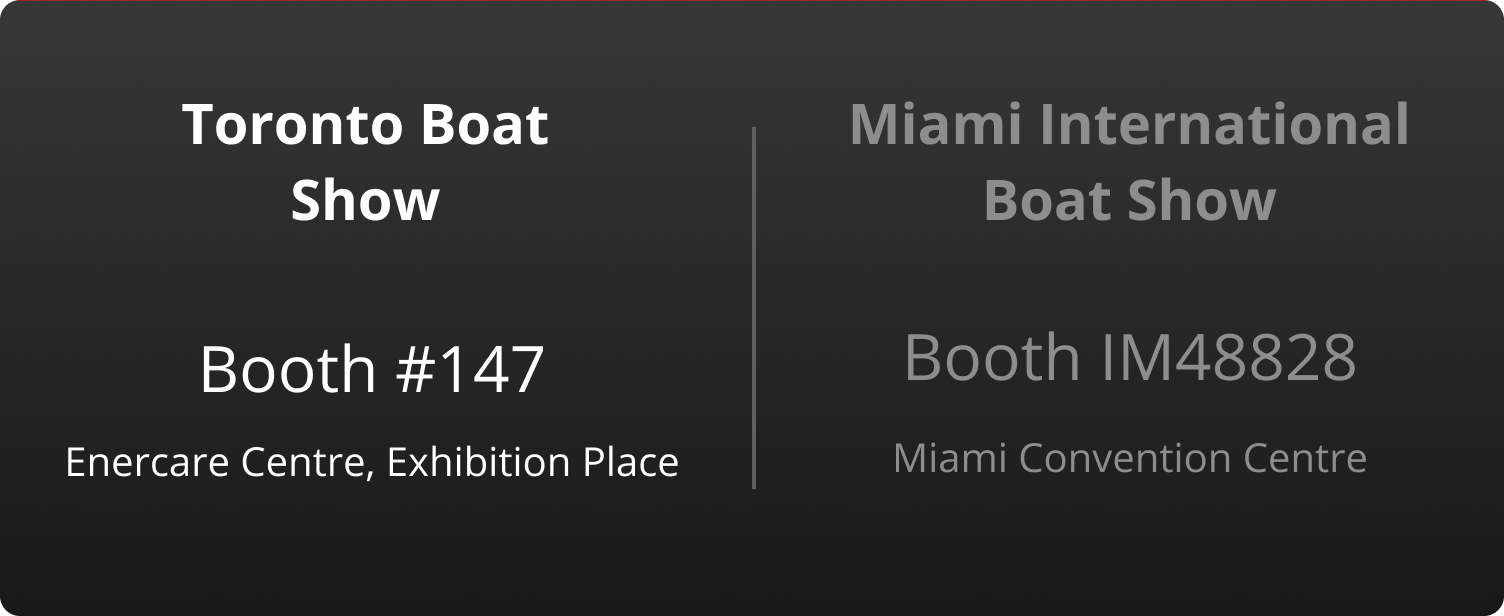 Toronto Boat
Show
Booth #147
Enercare Centre, Exhibition Place
Miami International
Boat Show
Booth IM48828
Miami Convention Centre